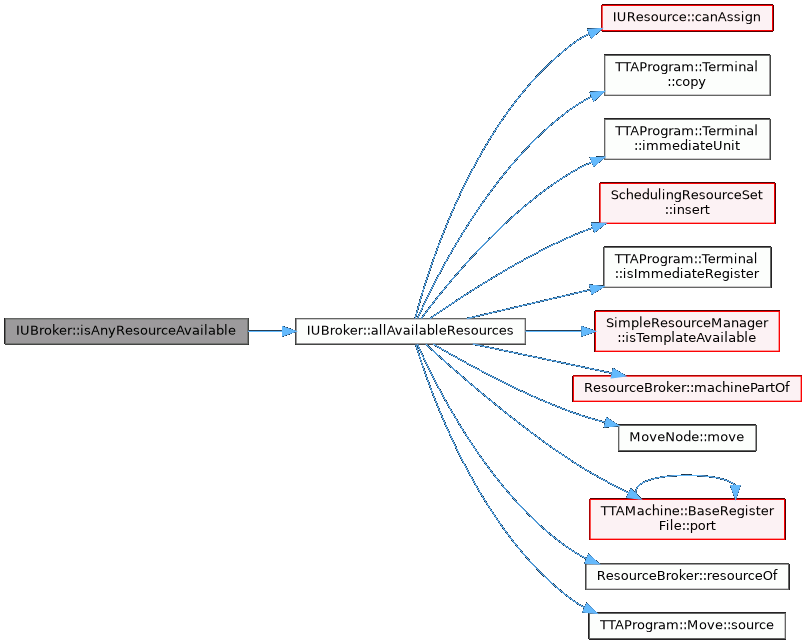 IUResource::canAssign
TTAProgram::Terminal
::copy
TTAProgram::Terminal
::immediateUnit
SchedulingResourceSet
::insert
TTAProgram::Terminal
::isImmediateRegister
IUBroker::isAnyResourceAvailable
IUBroker::allAvailableResources
SimpleResourceManager
::isTemplateAvailable
ResourceBroker::machinePartOf
MoveNode::move
TTAMachine::BaseRegister
File::port
ResourceBroker::resourceOf
TTAProgram::Move::source